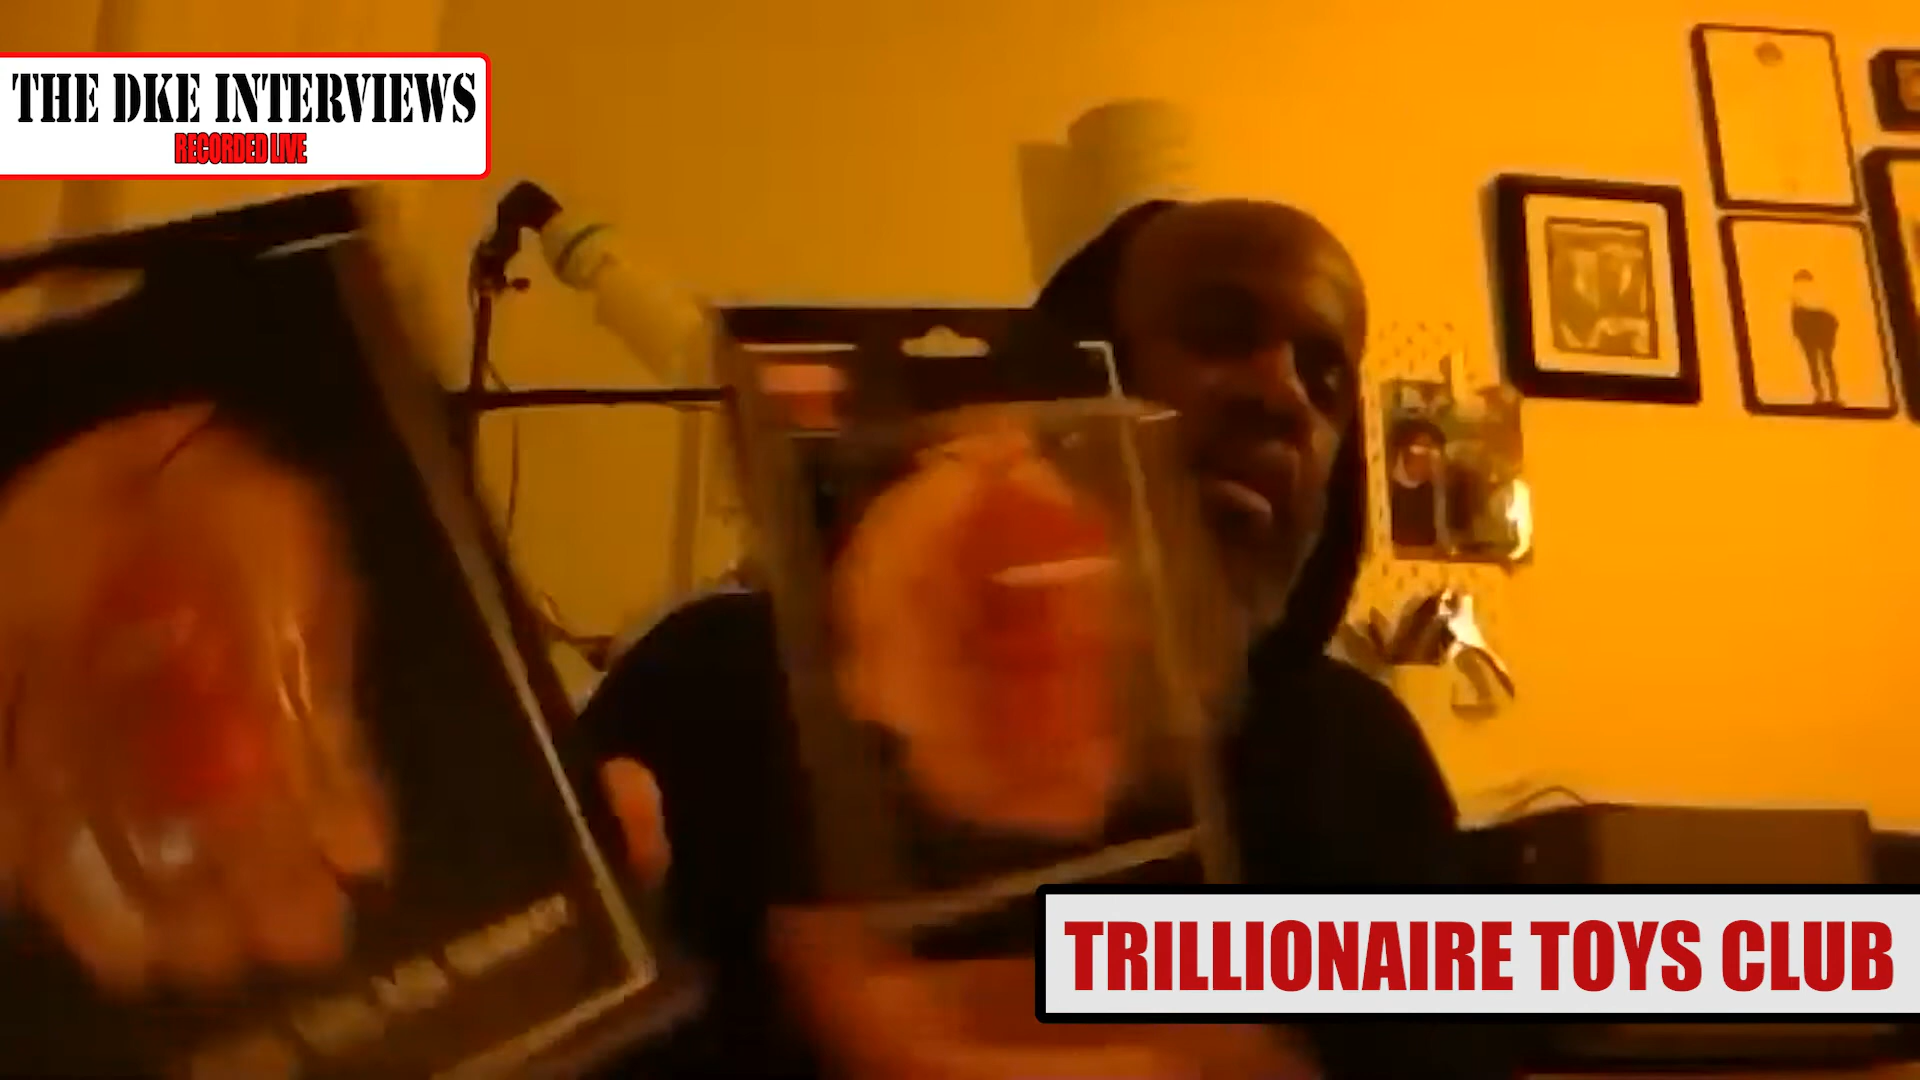 THE DKE INTERVIEWS
RECORDED LIVE
TRILLIONAIRE TOYS CLUB